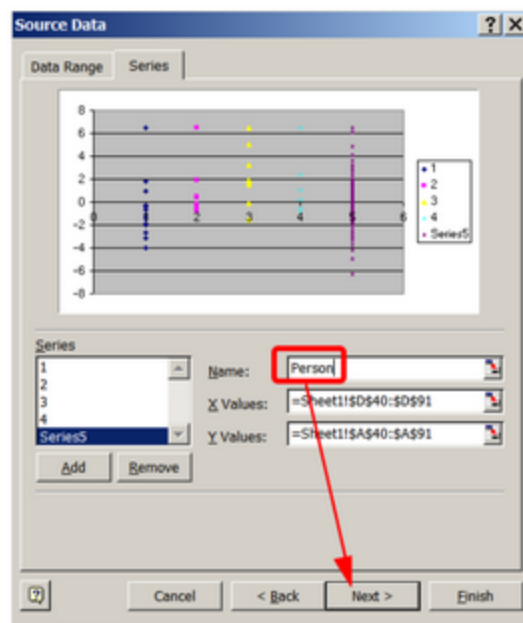 Source Data
Data Range Series
8
6
4
2
0
-2
-4
-6
-8
0 2 3 4 5 6
1
2
3
4
Series5
Series
1
2
3
4
Series5
Name: Person
X Values: =Sheet1!$D$40:$D$91
Y Values: =Sheet1!$A$40:$A$91
Add Remove
Cancel < Back Next > Finish